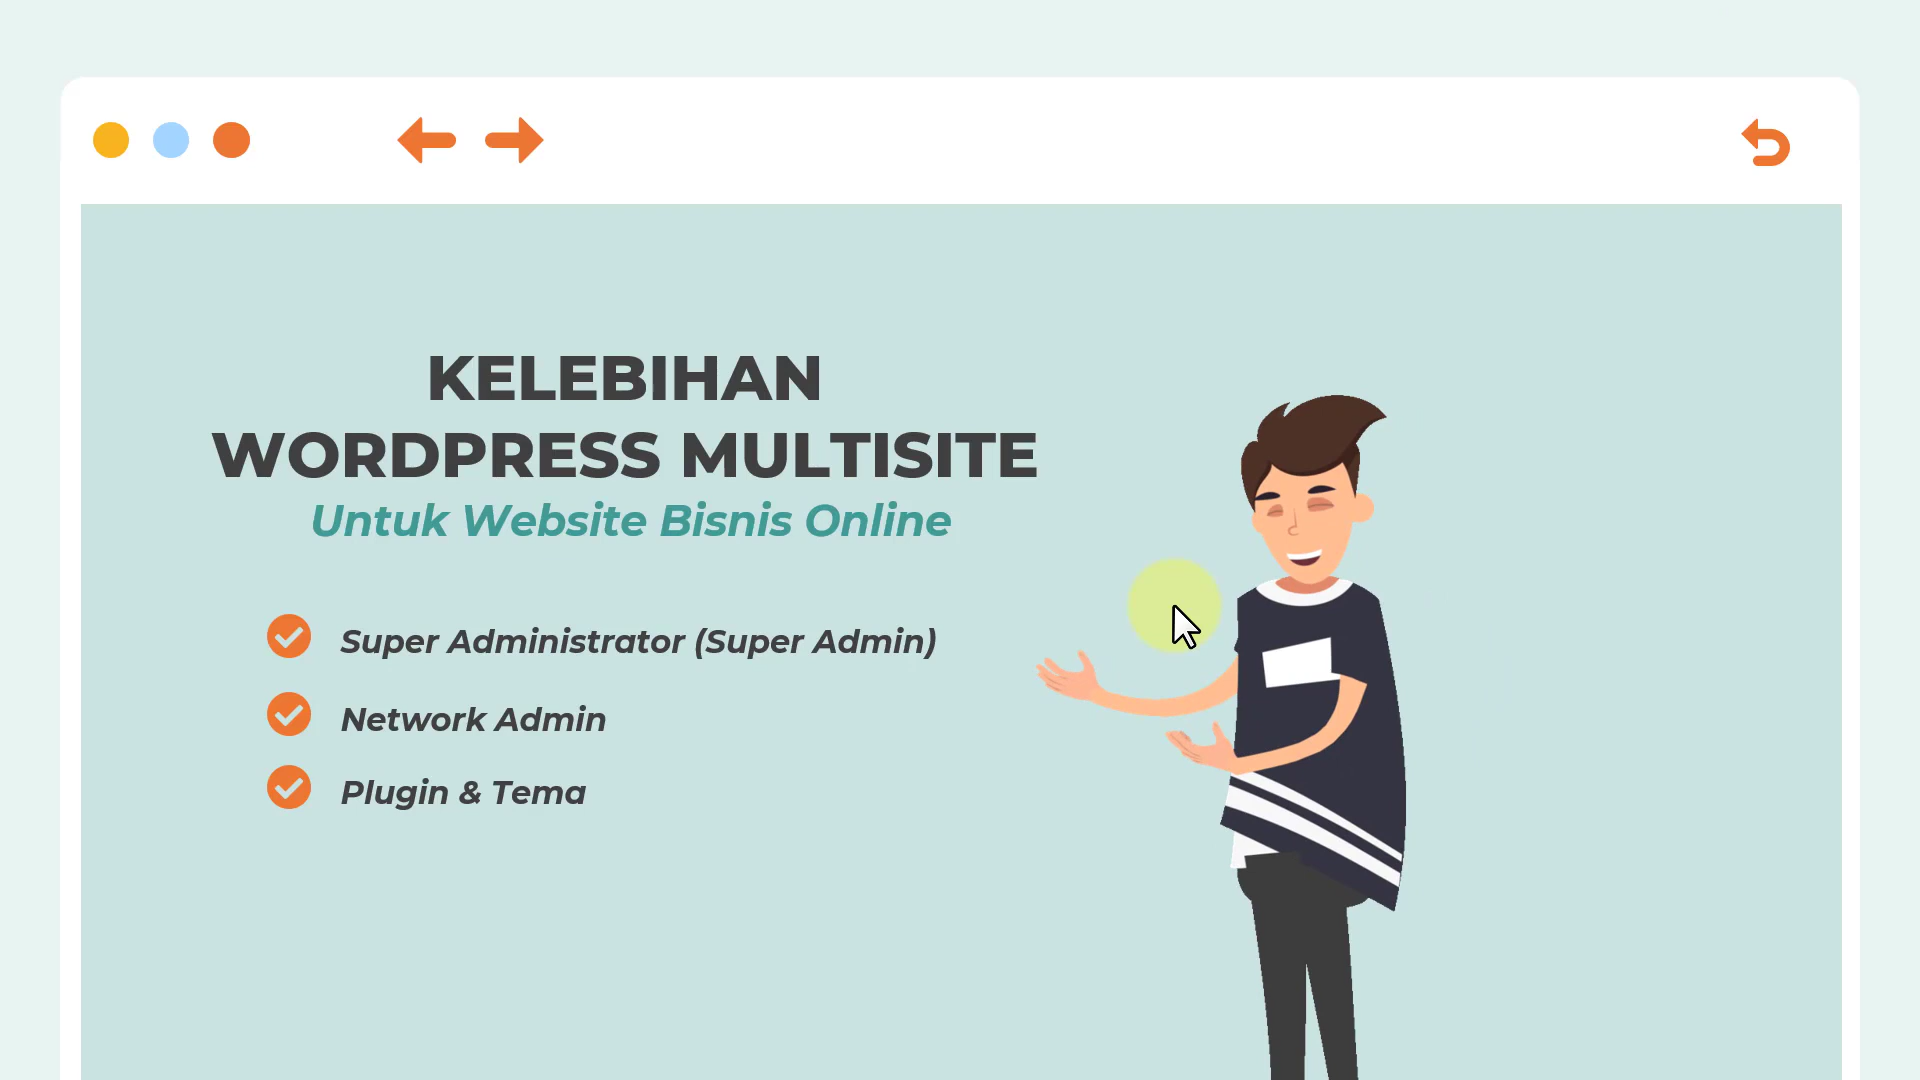 KELEBIHAN
WORDPRESS MULTISITE
Untuk Website Bisnis Online
Super Administrator (Super Admin)
Network Admin
Plugin & Tema